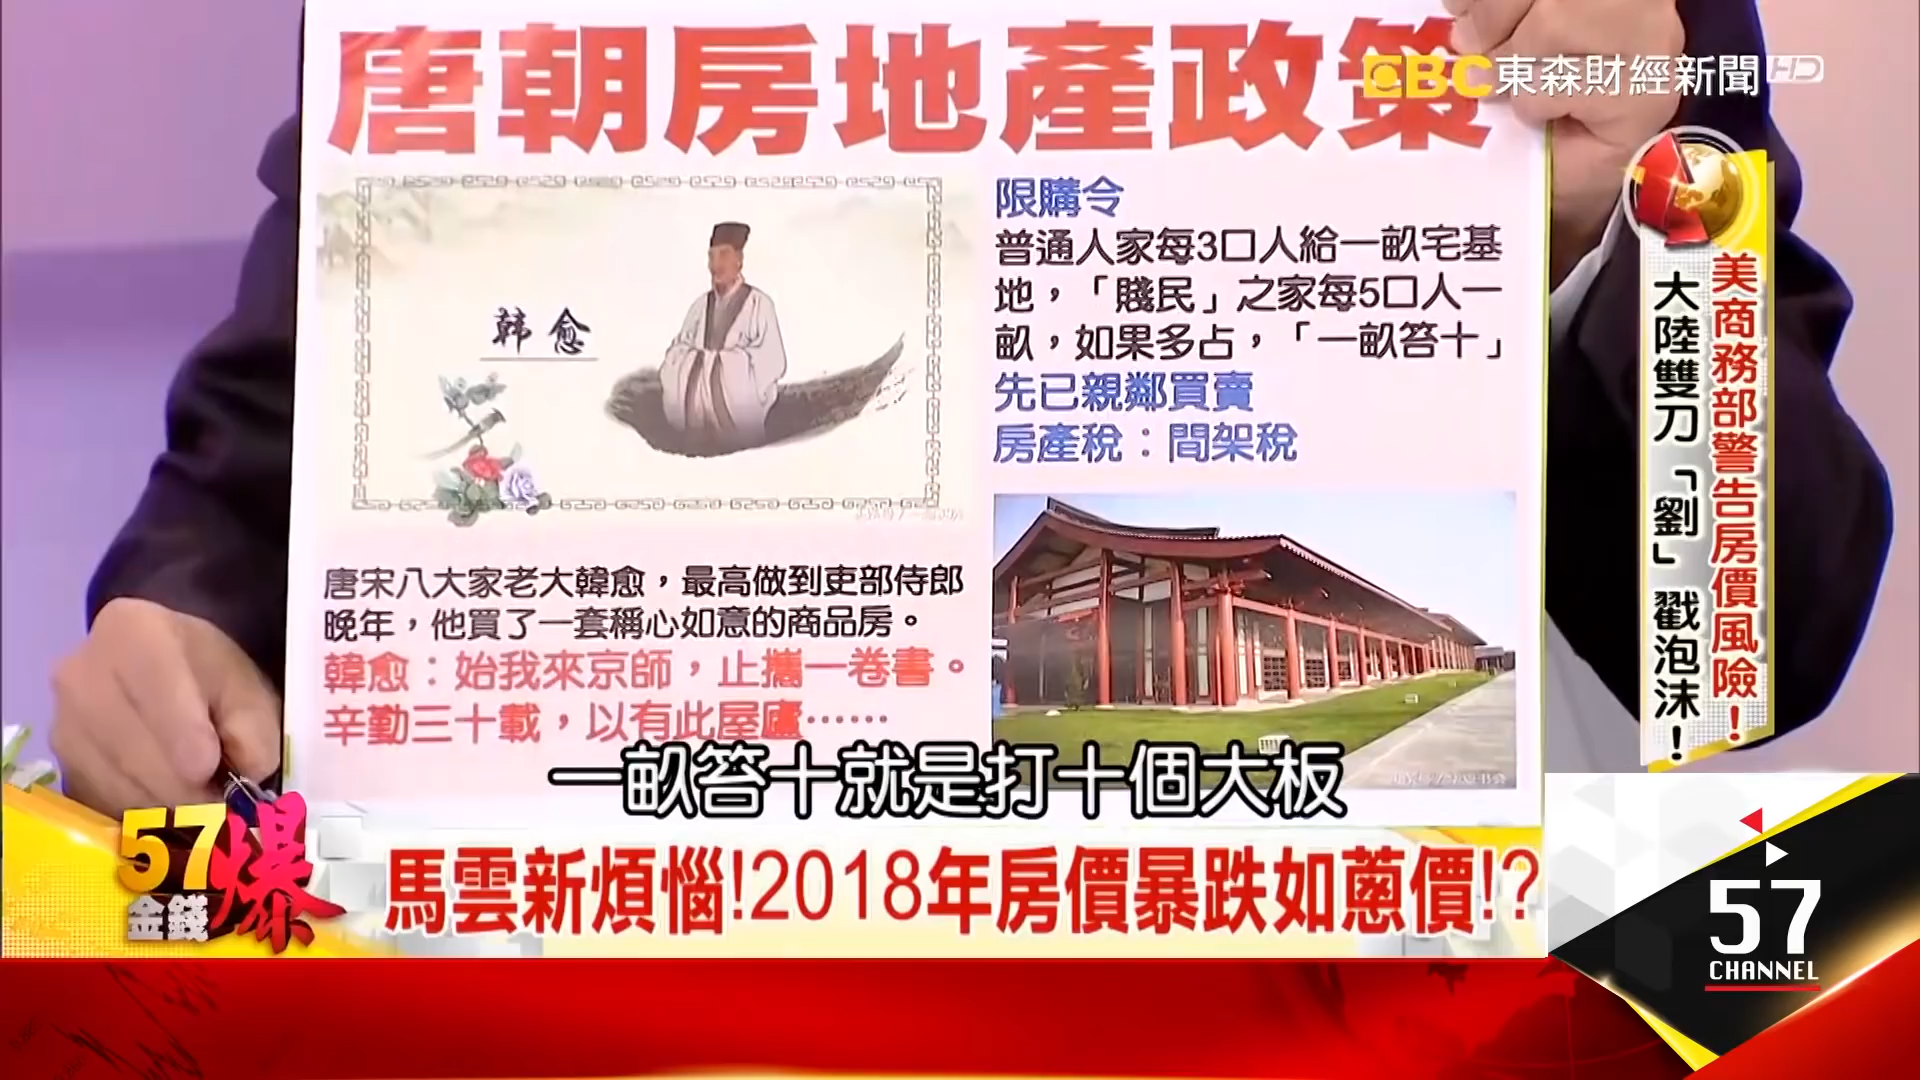 唐朝房地產政策
EBC東森財經新聞HD
韓愈
唐宋八大家老大韓愈，最高做到吏部侍郎
晚年，他買了一套稱心如意的商品房。
韓愈：始我來京師，止攜一卷書。
辛勤三十載，以有此屋廬……
限購令
普通人家每3口人給一畝宅基
地，「賤民」之家每5口人一
畝，如果多占，「一畝笞十」
先已親鄰買賣
房產稅：間架稅
美商務部警告房價風險！
大陸雙刀「劉」戳泡沫！
一畝笞十就是打十個大板
57
金錢爆
馬雲新煩惱!2018年房價暴跌如蔥價!?
57
CHANNEL